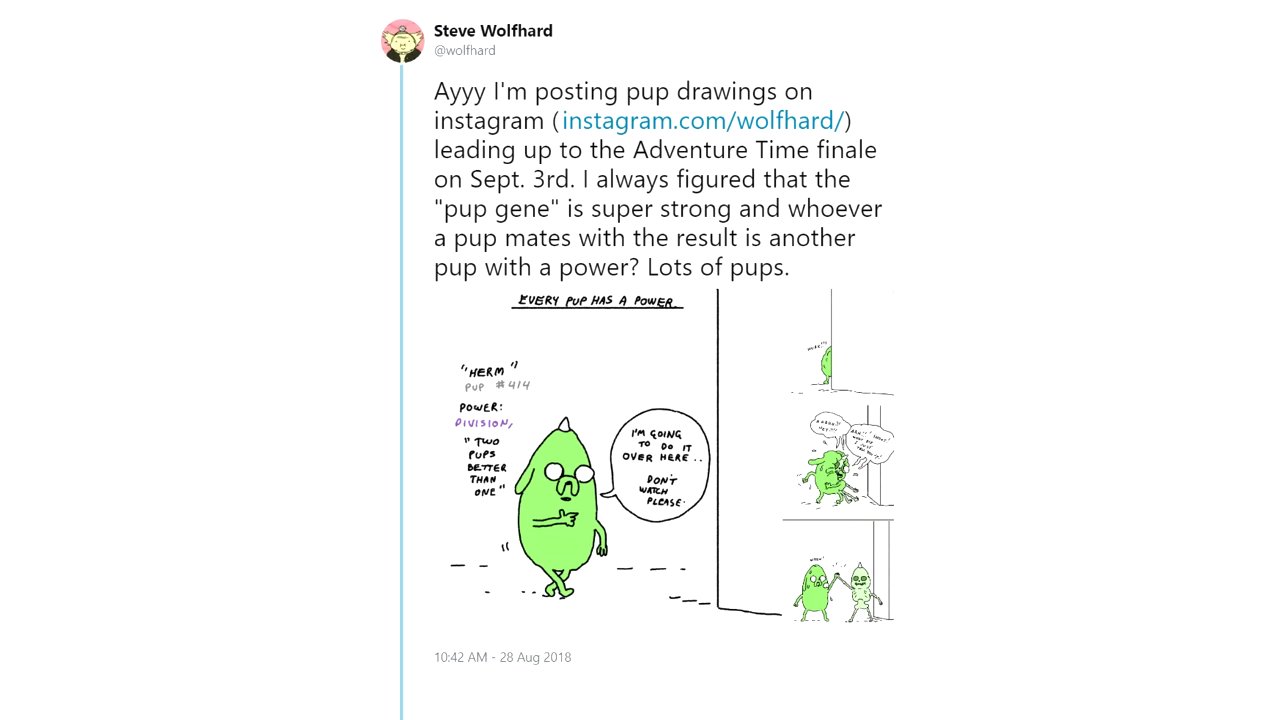 Steve Wolfhard
@wolfhard
Ayyy I'm posting pup drawings on
instagram (instagram.com/wolfhard/)
leading up to the Adventure Time finale
on Sept. 3rd. I always figured that the
"pup gene" is super strong and whoever
a pup mates with the result is another
pup with a power? Lots of pups.
EVERY PUP HAS A POWER.
"HERM"
PUP #414
POWER:
DIVISION,
"TWO
PUPS
BETTER
THAN
ONE"
I'M GOING
TO DO IT
OVER HERE ..
DON'T
WATCH
PLEASE.
10:42 AM - 28 Aug 2018